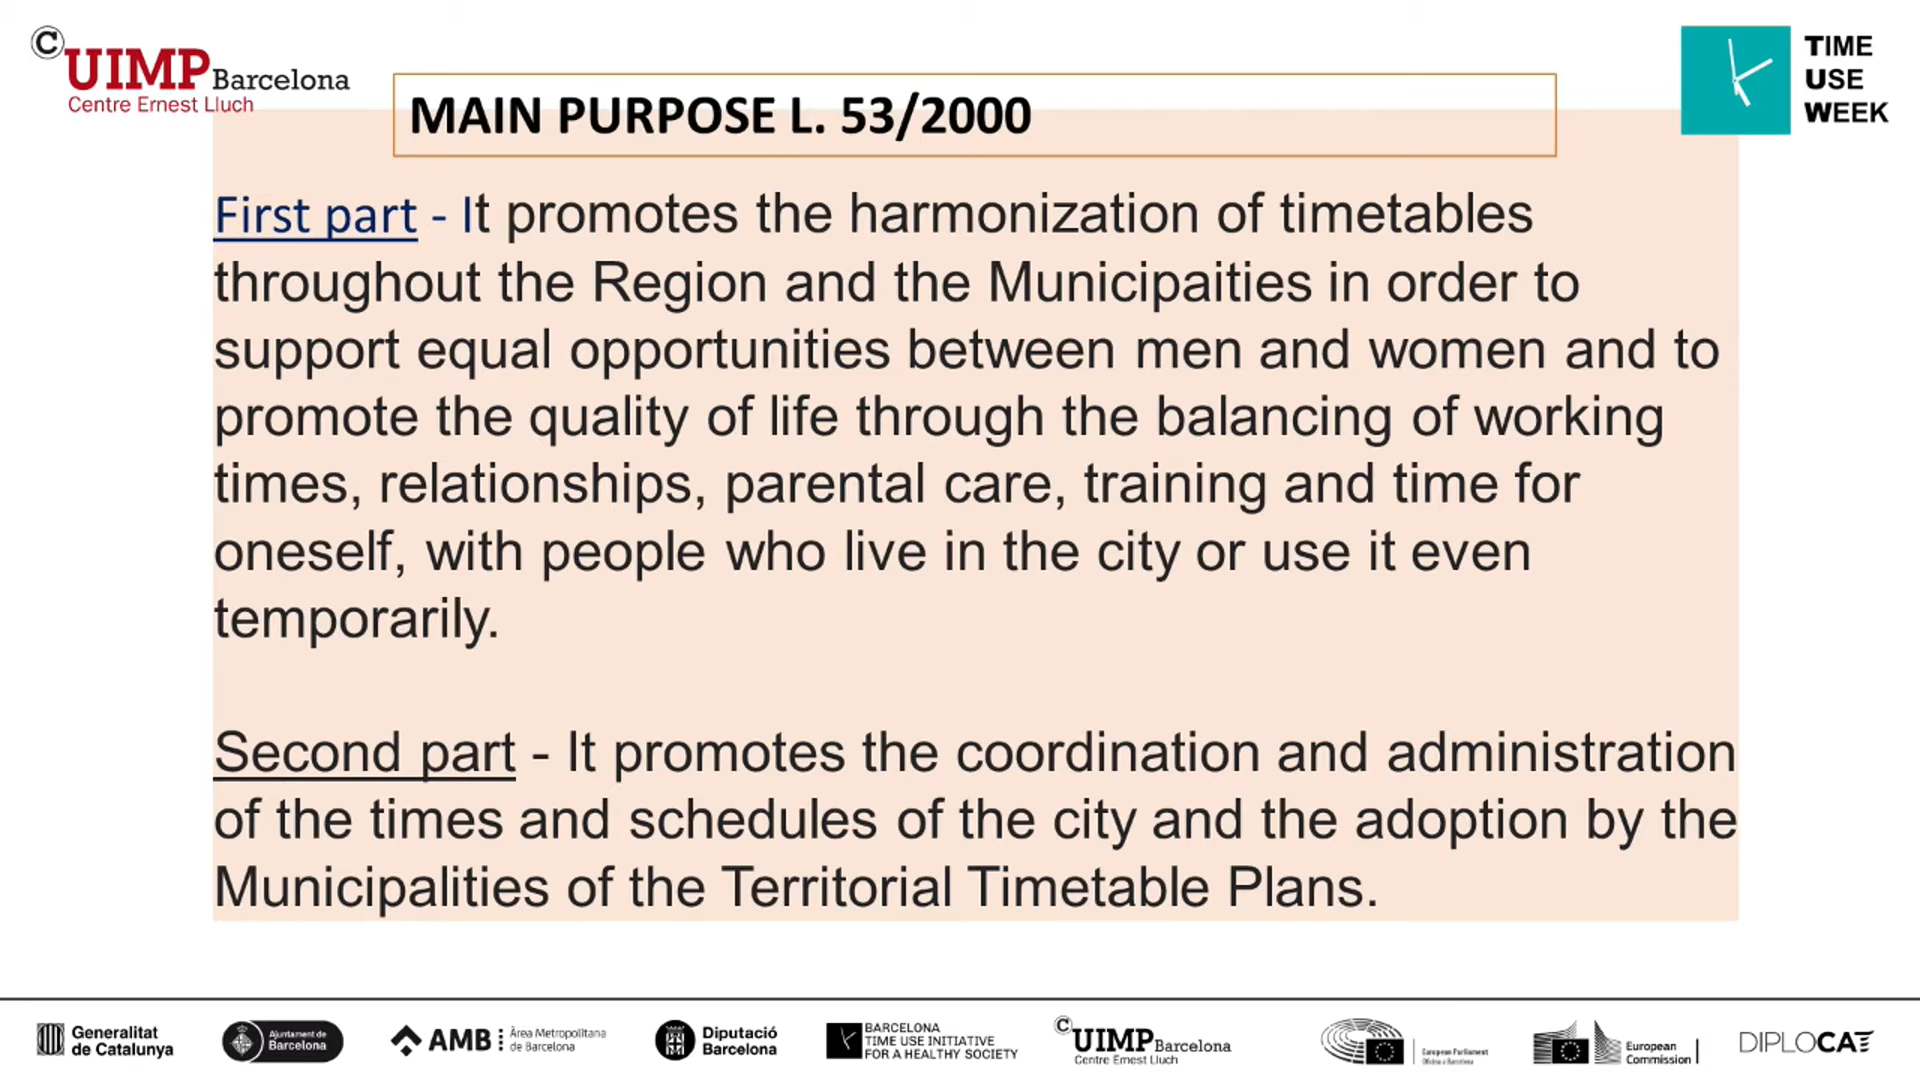 © UIMP Barcelona
Centre Ernest Lluch
TIME
USE
WEEK
MAIN PURPOSE L. 53/2000
First part - It promotes the harmonization of timetables
throughout the Region and the Municipaities in order to
support equal opportunities between men and women and to
promote the quality of life through the balancing of working
times, relationships, parental care, training and time for
oneself, with people who live in the city or use it even
temporarily.
Second part - It promotes the coordination and administration
of the times and schedules of the city and the adoption by the
Municipalities of the Territorial Timetable Plans.
Generalitat
de Catalunya
Ajuntament de
Barcelona
AMB
Àrea Metropolitana
de Barcelona
Diputació
Barcelona
BARCELONA
TIME USE INITIATIVE
FOR A HEALTHY SOCIETY
© UIMP Barcelona
Centre Ernest Lluch
European Parliament
Oficina a Barcelona
European
Commission
DIPLOCAT